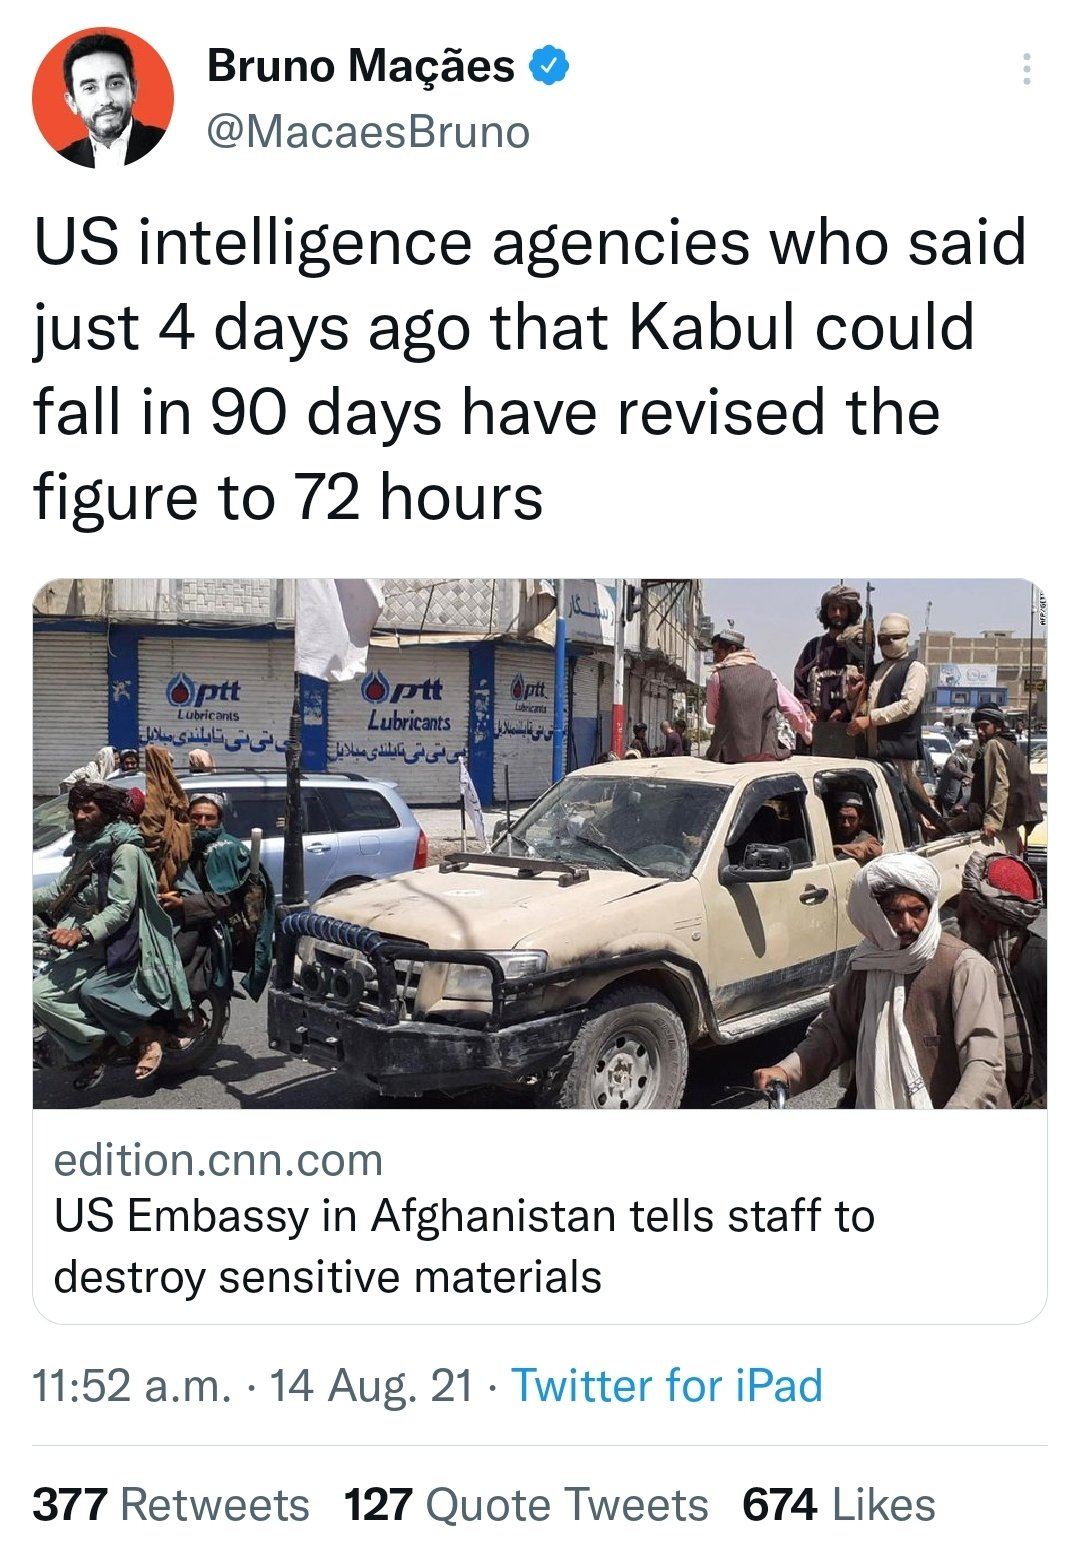 Bruno Maçães
@MacaesBruno
US intelligence agencies who said
just 4 days ago that Kabul could
fall in 90 days have revised the
figure to 72 hours
ptt
Lubricants
ptt
Lubricants
ptt
Lubricants
edition.cnn.com
US Embassy in Afghanistan tells staff to
destroy sensitive materials
11:52 a.m. · 14 Aug. 21 · Twitter for iPad
377 Retweets 127 Quote Tweets 674 Likes